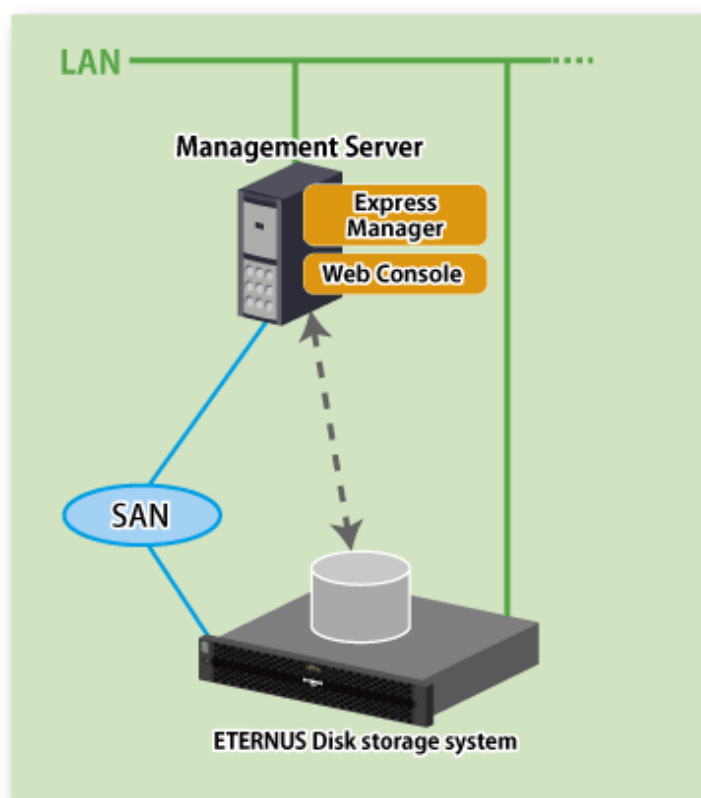 LAN
Management Server
Express
Manager
Web Console
SAN
ETERNUS Disk storage system